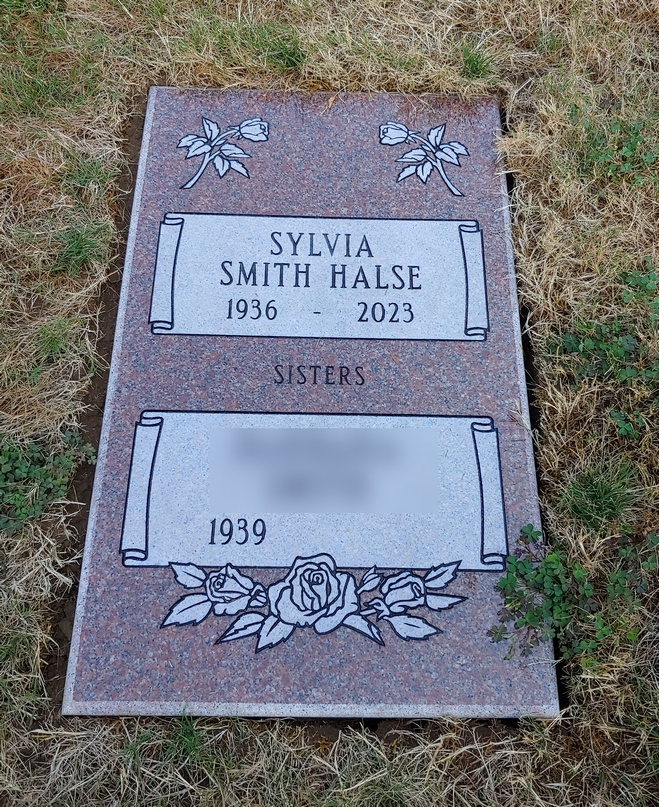 SYLVIA
SMITH HALSE
1936 - 2023
SISTERS
1939